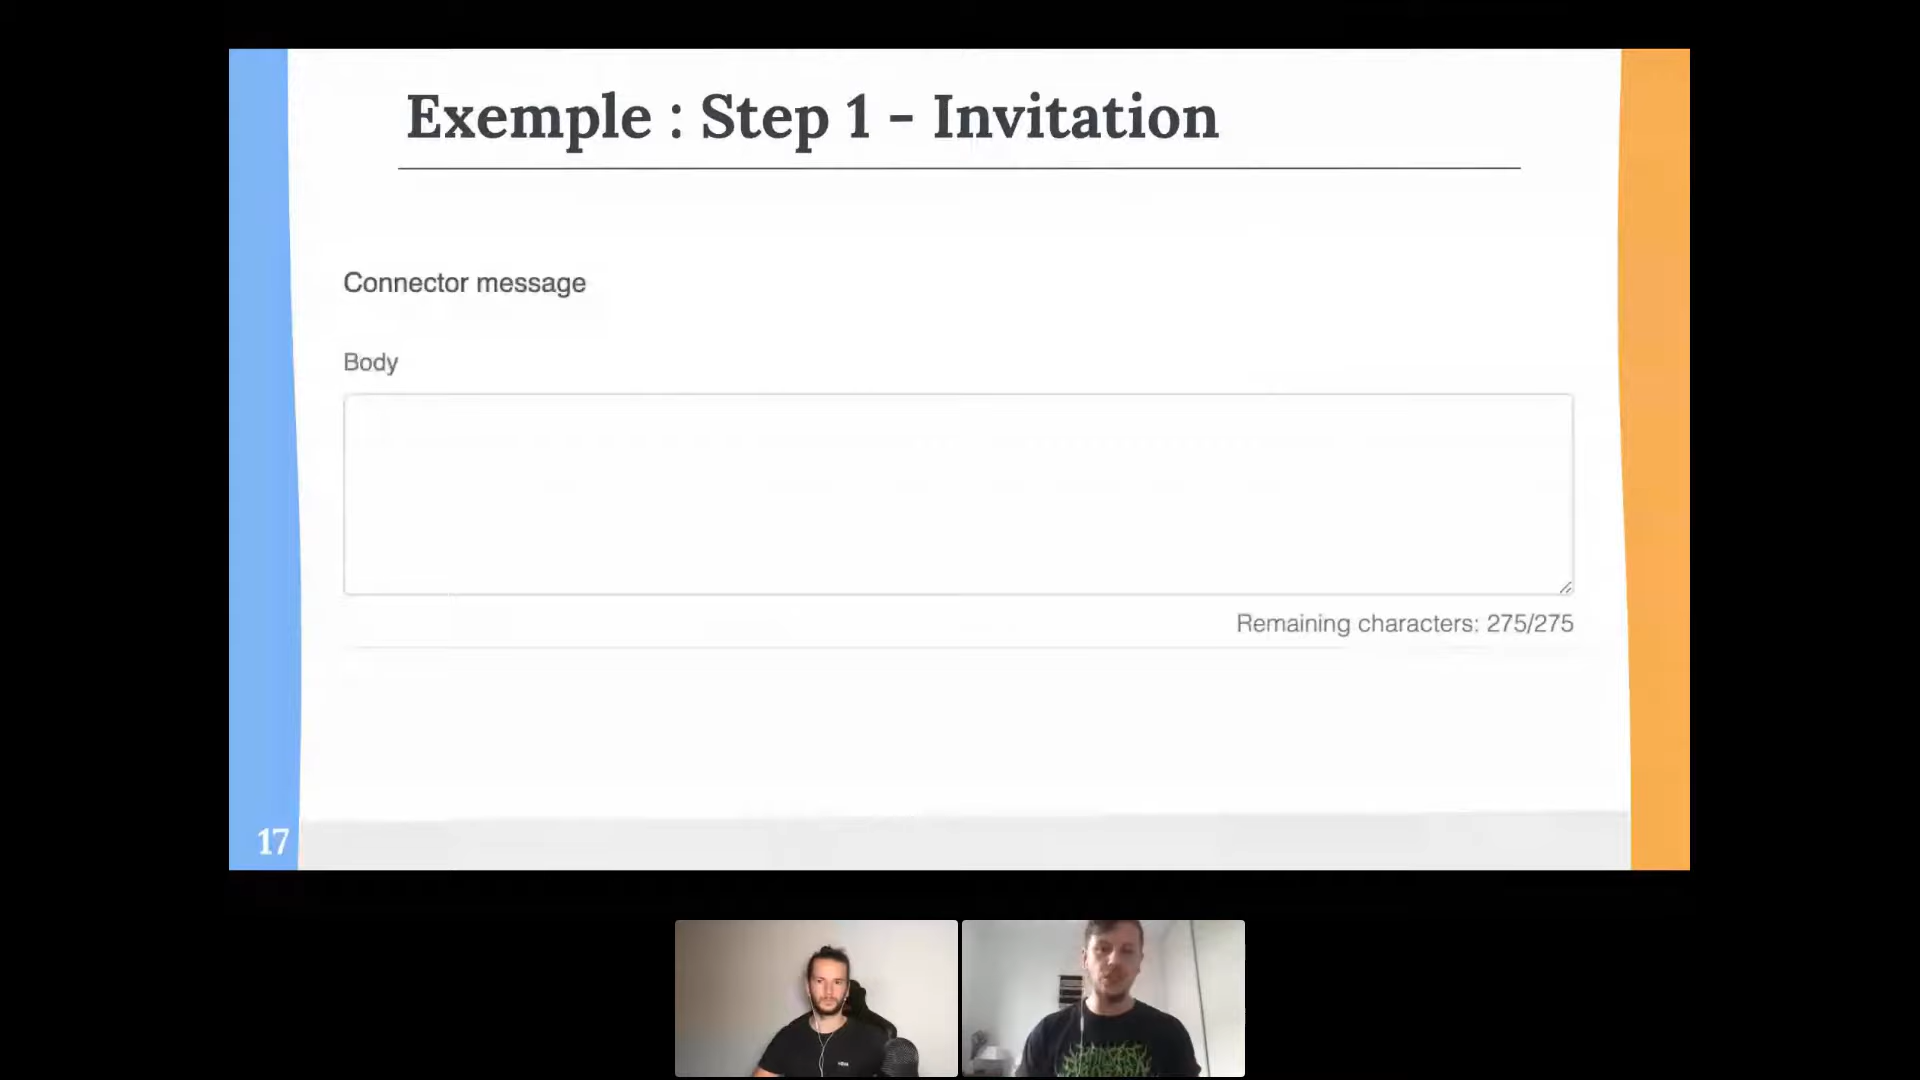 Exemple : Step 1 - Invitation
Connector message
Body
Remaining characters: 275/275
17